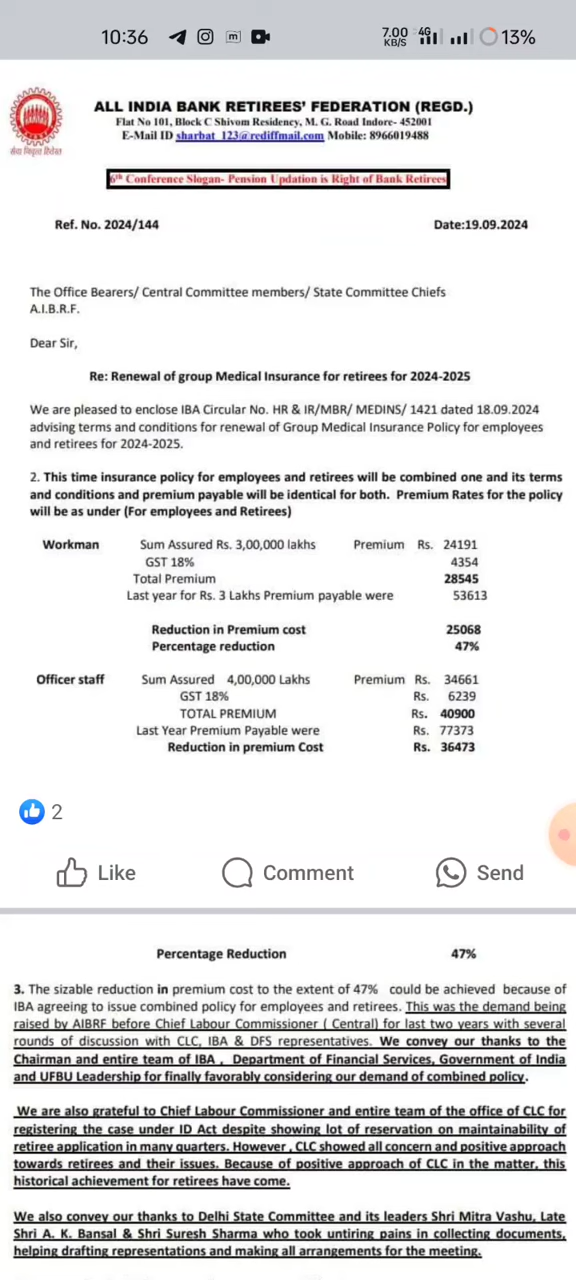 10:36
7.00 KB/S 4G 13%
ALL INDIA BANK RETIREES' FEDERATION (REGD.)
Flat No 101, Block C Shivom Residency, M. G. Road Indore- 452001
E-Mail ID sharbat_123@rediffmail.com Mobile: 8966019488
सेवा निवृत्त हितैषी
6th Conference Slogan- Pension Updation is Right of Bank Retirees
Ref. No. 2024/144 Date:19.09.2024
The Office Bearers/ Central Committee members/ State Committee Chiefs
A.I.B.R.F.
Dear Sir,
Re: Renewal of group Medical Insurance for retirees for 2024-2025
We are pleased to enclose IBA Circular No. HR & IR/MBR/ MEDINS/ 1421 dated 18.09.2024
advising terms and conditions for renewal of Group Medical Insurance Policy for employees
and retirees for 2024-2025.
2. This time insurance policy for employees and retirees will be combined one and its terms
and conditions and premium payable will be identical for both. Premium Rates for the policy
will be as under (For employees and Retirees)
Workman Sum Assured Rs. 3,00,000 lakhs Premium Rs. 24191
GST 18% 4354
Total Premium 28545
Last year for Rs. 3 Lakhs Premium payable were 53613
Reduction in Premium cost 25068
Percentage reduction 47%
Officer staff Sum Assured 4,00,000 Lakhs Premium Rs. 34661
GST 18% Rs. 6239
TOTAL PREMIUM Rs. 40900
Last Year Premium Payable were Rs. 77373
Reduction in premium Cost Rs. 36473
2
Like Comment Send
Percentage Reduction 47%
3. The sizable reduction in premium cost to the extent of 47% could be achieved because of
IBA agreeing to issue combined policy for employees and retirees. This was the demand being
raised by AIBRF before Chief Labour Commissioner ( Central) for last two years with several
rounds of discussion with CLC, IBA & DFS representatives. We convey our thanks to the
Chairman and entire team of IBA , Department of Financial Services, Government of India
and UFBU Leadership for finally favorably considering our demand of combined policy.
We are also grateful to Chief Labour Commissioner and entire team of the office of CLC for
registering the case under ID Act despite showing lot of reservation on maintainability of
retiree application in many quarters. However , CLC showed all concern and positive approach
towards retirees and their issues. Because of positive approach of CLC in the matter, this
historical achievement for retirees have come.
We also convey our thanks to Delhi State Committee and its leaders Shri Mitra Vashu, Late
Shri A. K. Bansal & Shri Suresh Sharma who took untiring pains in collecting documents,
helping drafting representations and making all arrangements for the meeting.